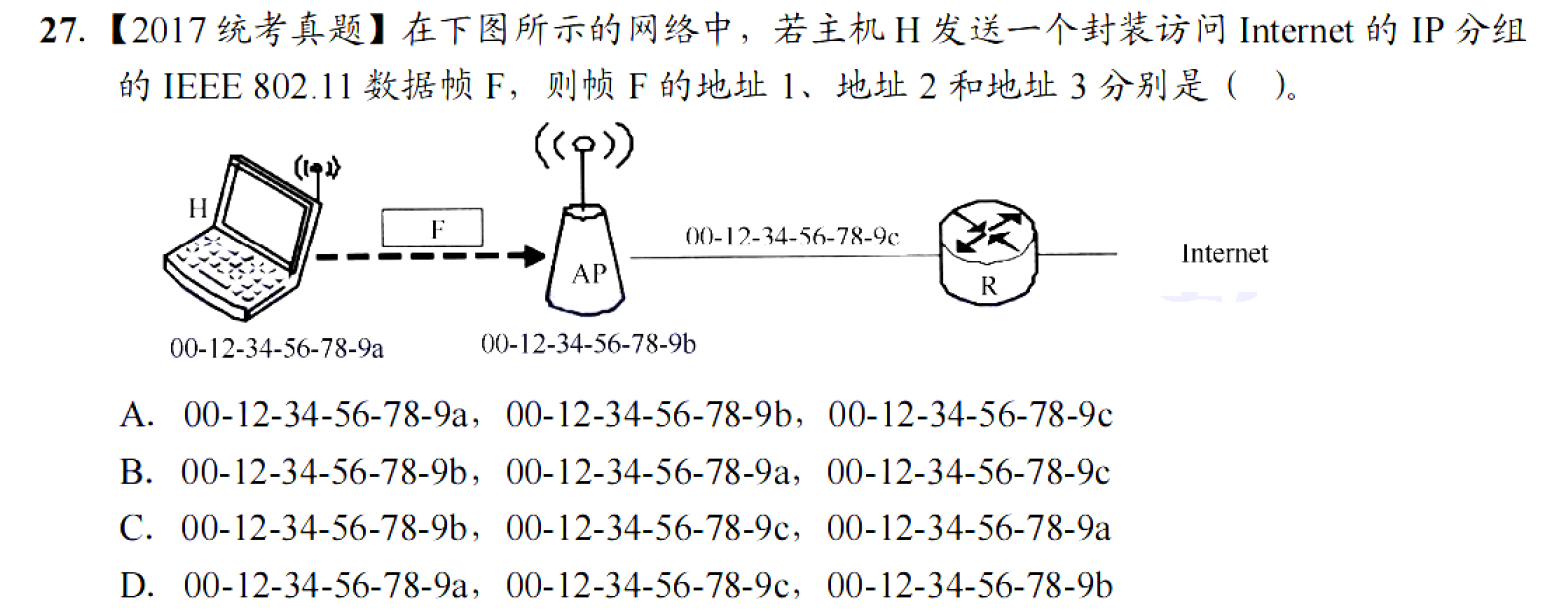 27. 【2017 统考真题】在下图所示的网络中，若主机 H 发送一个封装访问 Internet 的 IP 分组
的 IEEE 802.11 数据帧 F，则帧 F 的地址 1、地址 2 和地址 3 分别是（ ）。
H
F
AP
00-12-34-56-78-9c
R
Internet
00-12-34-56-78-9a
00-12-34-56-78-9b
A. 00-12-34-56-78-9a，00-12-34-56-78-9b，00-12-34-56-78-9c
B. 00-12-34-56-78-9b，00-12-34-56-78-9a，00-12-34-56-78-9c
C. 00-12-34-56-78-9b，00-12-34-56-78-9c，00-12-34-56-78-9a
D. 00-12-34-56-78-9a，00-12-34-56-78-9c，00-12-34-56-78-9b